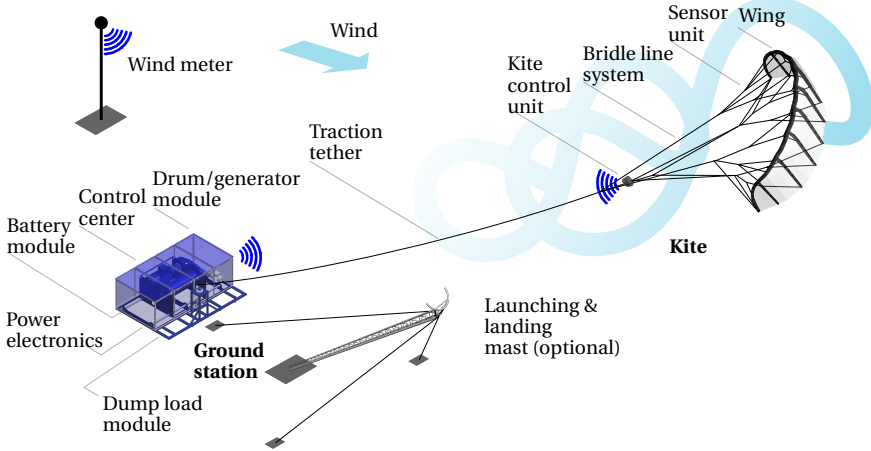 Wind meter
Wind
Sensor
unit
Wing
Bridle line
system
Kite
control
unit
Traction
tether
Drum/generator
module
Control
center
Battery
module
Power
electronics
Ground
station
Dump load
module
Kite
Launching &
landing
mast (optional)